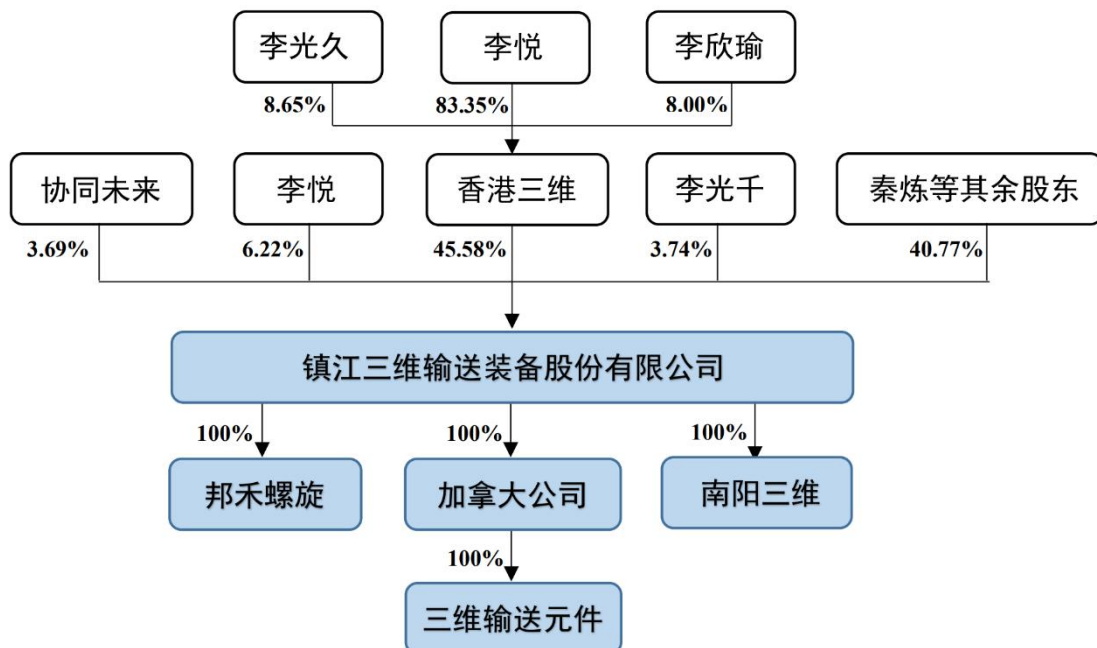 李光久
李悦
李欣瑜
8.65%
83.35%
8.00%
协同未来
李悦
香港三维
李光千
秦炼等其余股东
3.69%
6.22%
45.58%
3.74%
40.77%
镇江三维输送装备股份有限公司
100%
100%
100%
邦禾螺旋
加拿大公司
南阳三维
100%
三维输送元件